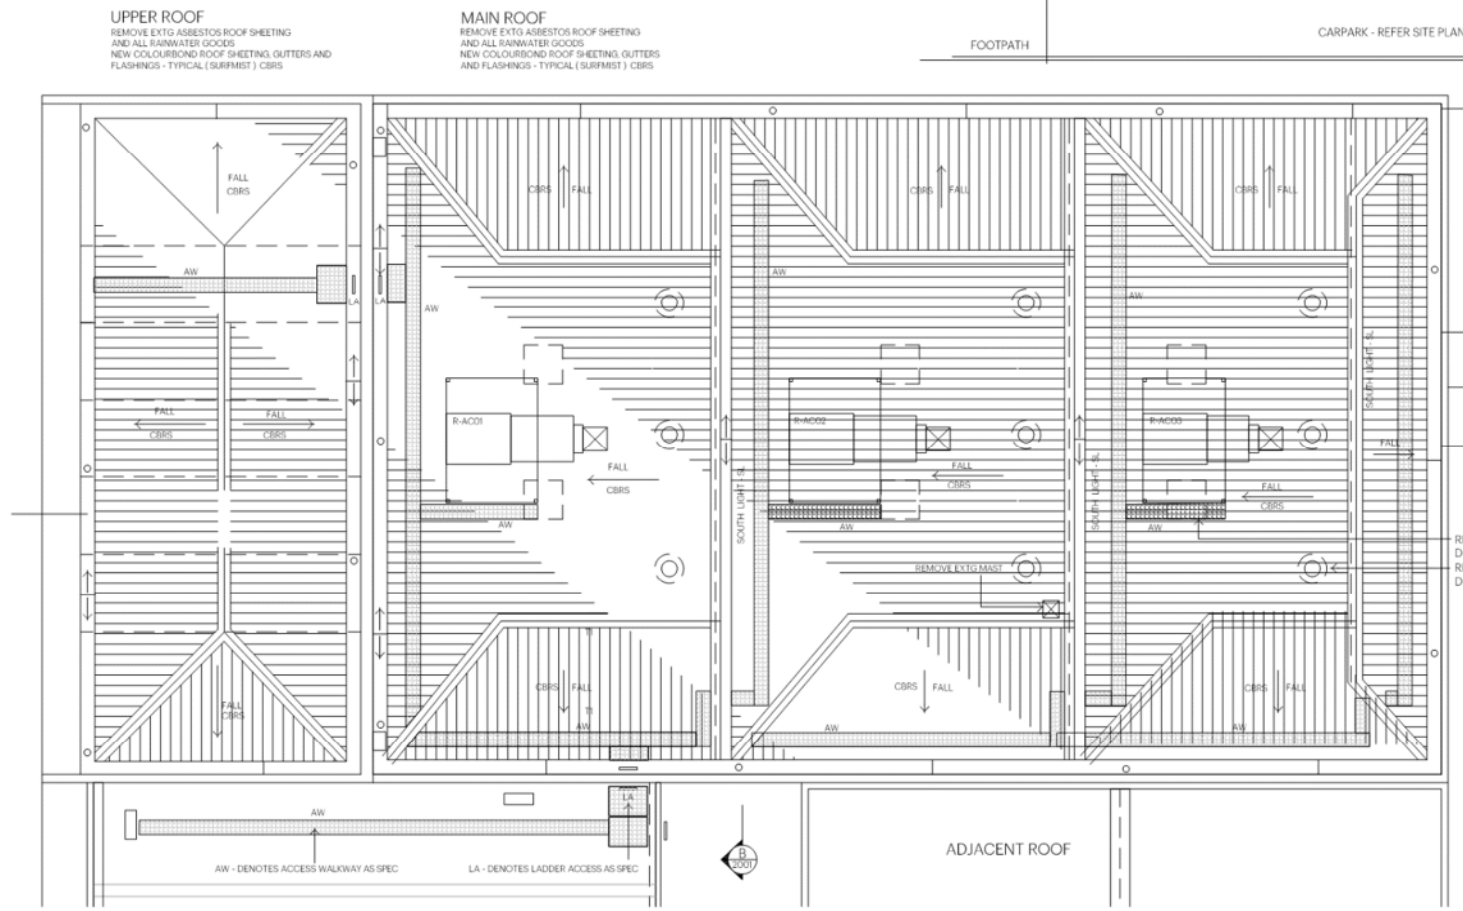 UPPER ROOF
REMOVE EXTG ASBESTOS ROOF SHEETING
AND ALL RAINWATER GOODS
NEW COLOURBOND ROOF SHEETING, GUTTERS AND
FLASHINGS - TYPICAL ( SURFMIST ) CBRS
MAIN ROOF
REMOVE EXTG ASBESTOS ROOF SHEETING
AND ALL RAINWATER GOODS
NEW COLOURBOND ROOF SHEETING, GUTTERS
AND FLASHINGS - TYPICAL ( SURFMIST ) CBRS
FOOTPATH
CARPARK - REFER SITE PLAN
FALL
CBRS
CBRS FALL
CBRS FALL
CBRS FALL
AW
LA
LA
AW
AW
AW
SOUTH LIGHT - SL
FALL
CBRS
FALL
CBRS
R-AC01
R-AC02
R-AC03
FALL
CBRS
FALL
CBRS
FALL
CBRS
FALL
SOUTH LIGHT - SL
SOUTH LIGHT - SL
AW
AW
AW
REMOVE EXTG MAST
FALL
CBRS
CBRS FALL
CBRS FALL
CBRS FALL
AW
AW
AW
LA
AW
AW - DENOTES ACCESS WALKWAY AS SPEC
LA - DENOTES LADDER ACCESS AS SPEC
B
2001
ADJACENT ROOF